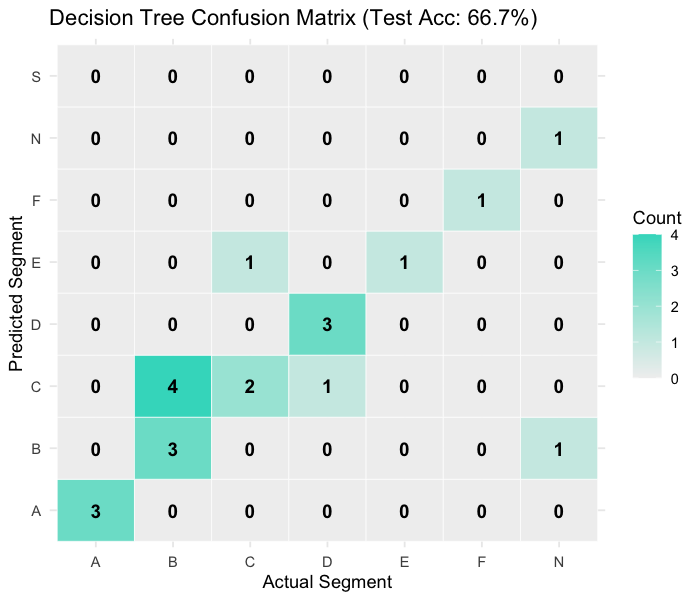 Decision Tree Confusion Matrix (Test Acc: 66.7%)
S 0 0 0 0 0 0 0
N 0 0 0 0 0 0 1
F 0 0 0 0 0 1 0
E 0 0 1 0 1 0 0
D 0 0 0 3 0 0 0
C 0 4 2 1 0 0 0
B 0 3 0 0 0 0 1
A 3 0 0 0 0 0 0
A B C D E F N
Actual Segment
Predicted Segment
Count
4
3
2
1
0